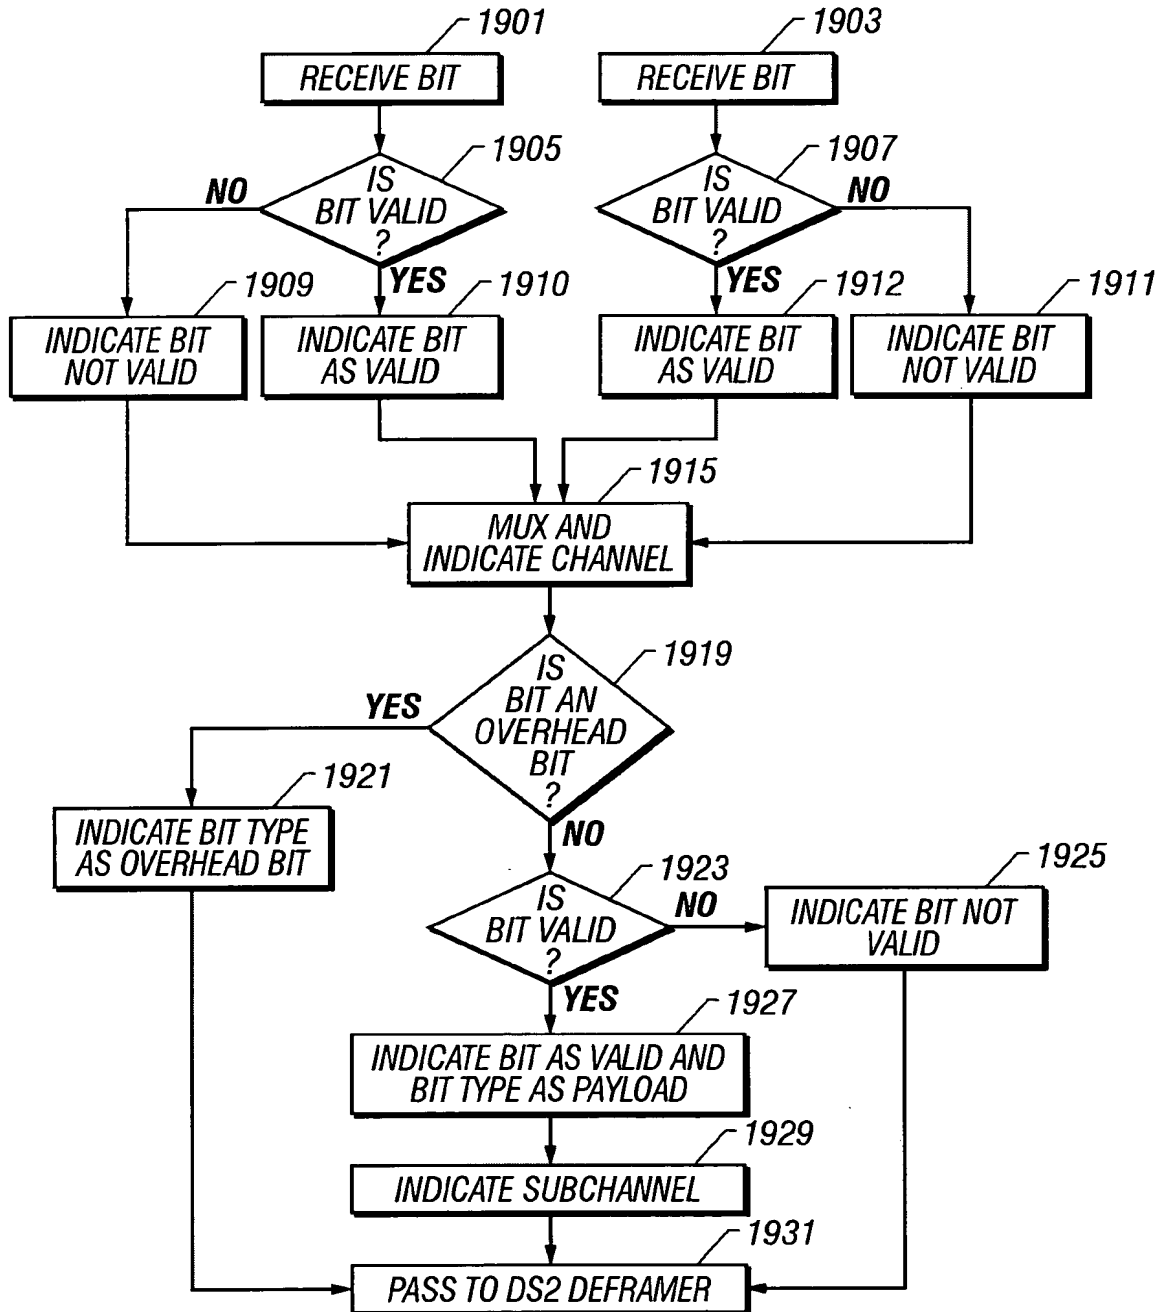 1901
RECEIVE BIT
1903
RECEIVE BIT
1905
IS
BIT VALID
?
NO
YES
1907
IS
BIT VALID
?
NO
YES
1909
INDICATE BIT
NOT VALID
1910
INDICATE BIT
AS VALID
1912
INDICATE BIT
AS VALID
1911
INDICATE BIT
NOT VALID
1915
MUX AND
INDICATE CHANNEL
1919
IS
BIT AN
OVERHEAD
BIT
?
YES
NO
1921
INDICATE BIT TYPE
AS OVERHEAD BIT
1923
IS
BIT VALID
?
NO
YES
1925
INDICATE BIT NOT
VALID
1927
INDICATE BIT AS VALID AND
BIT TYPE AS PAYLOAD
1929
INDICATE SUBCHANNEL
1931
PASS TO DS2 DEFRAMER